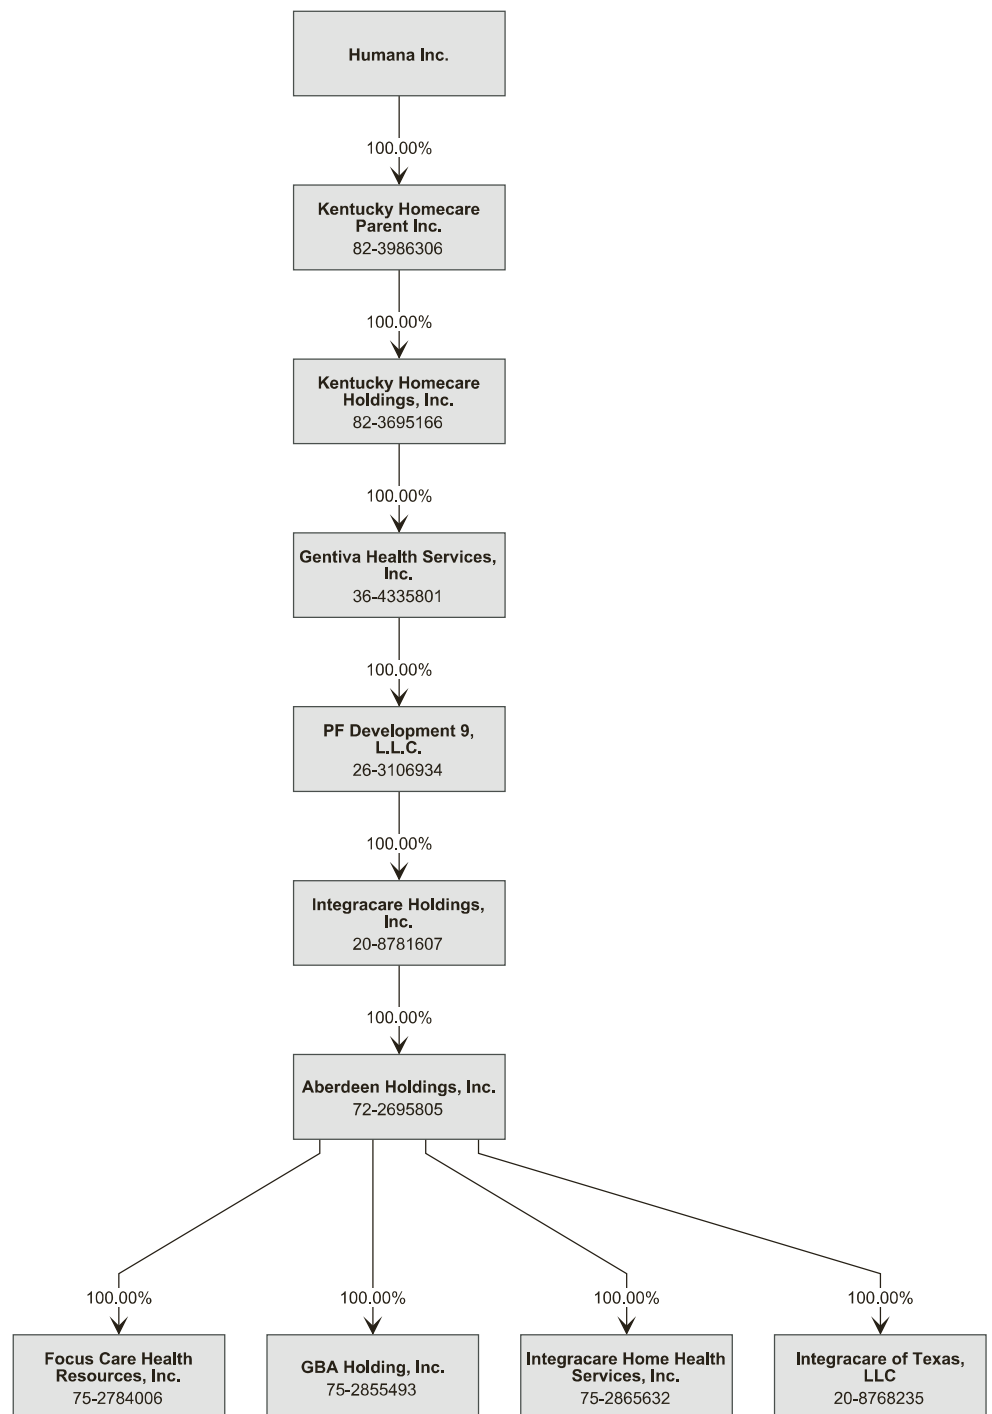 Humana Inc.
100.00%
Kentucky Homecare
Parent Inc.
82-3986306
100.00%
Kentucky Homecare
Holdings, Inc.
82-3695166
100.00%
Gentiva Health Services,
Inc.
36-4335801
100.00%
PF Development 9,
L.L.C.
26-3106934
100.00%
Integracare Holdings,
Inc.
20-8781607
100.00%
Aberdeen Holdings, Inc.
72-2695805
100.00%
Focus Care Health
Resources, Inc.
75-2784006
100.00%
GBA Holding, Inc.
75-2855493
100.00%
Integracare Home Health
Services, Inc.
75-2865632
100.00%
Integracare of Texas,
LLC
20-8768235